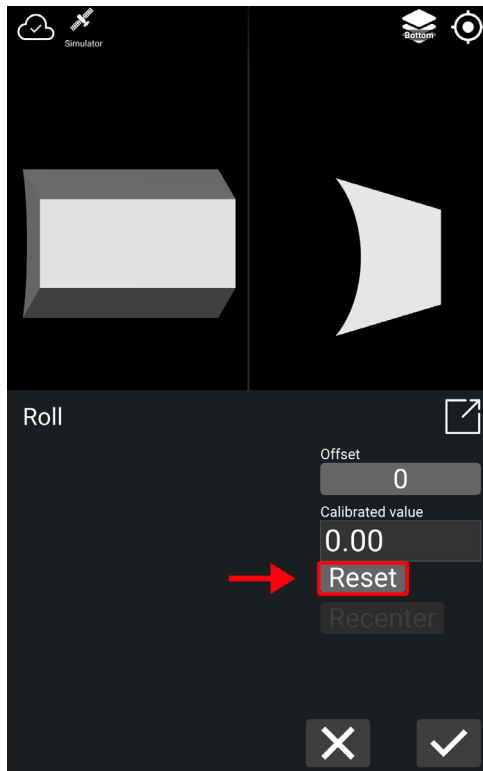 Simulator
Bottom
Roll
Offset
0
Calibrated value
0.00
Reset
Recenter